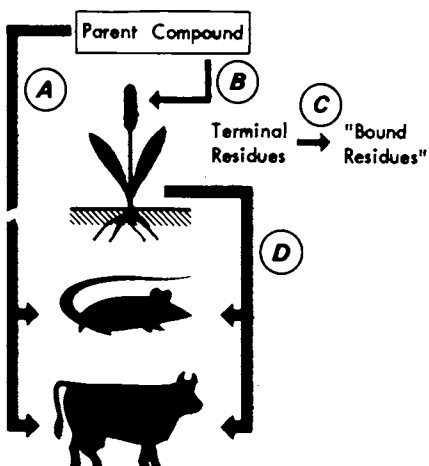 Parent Compound
A
B
C
Terminal "Bound
Residues Residues"
D